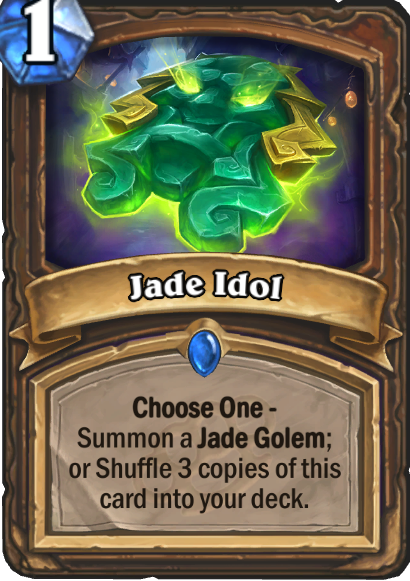 1
Jade Idol
Choose One -
Summon a Jade Golem;
or Shuffle 3 copies of this
card into your deck.